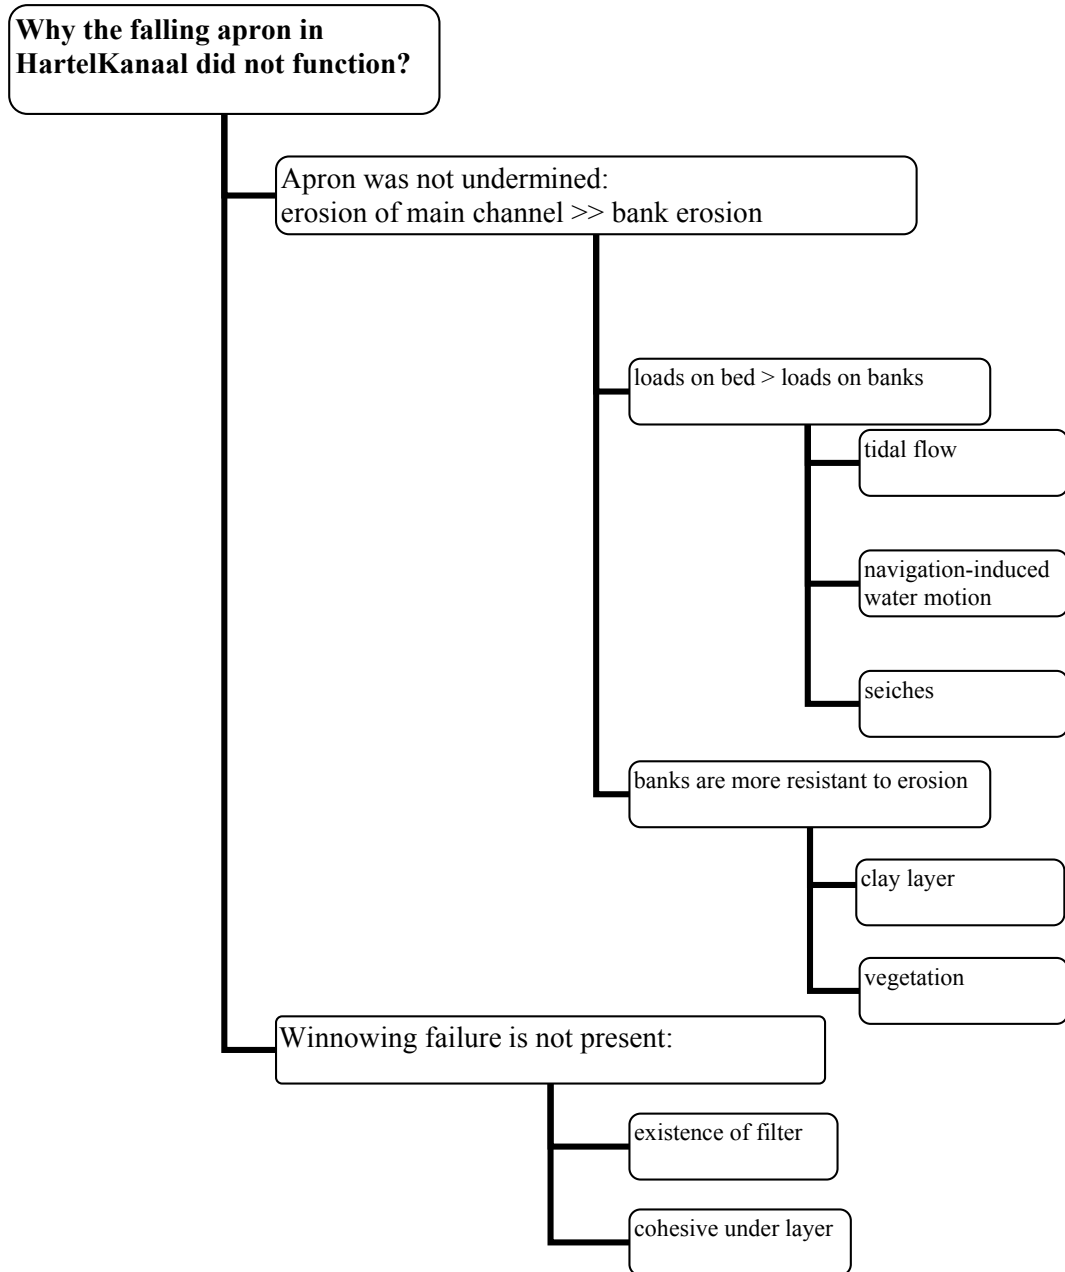 Why the falling apron in
HartelKanaal did not function?
Apron was not undermined:
erosion of main channel >> bank erosion
loads on bed > loads on banks
tidal flow
navigation-induced
water motion
seiches
banks are more resistant to erosion
clay layer
vegetation
Winnowing failure is not present:
existence of filter
cohesive under layer